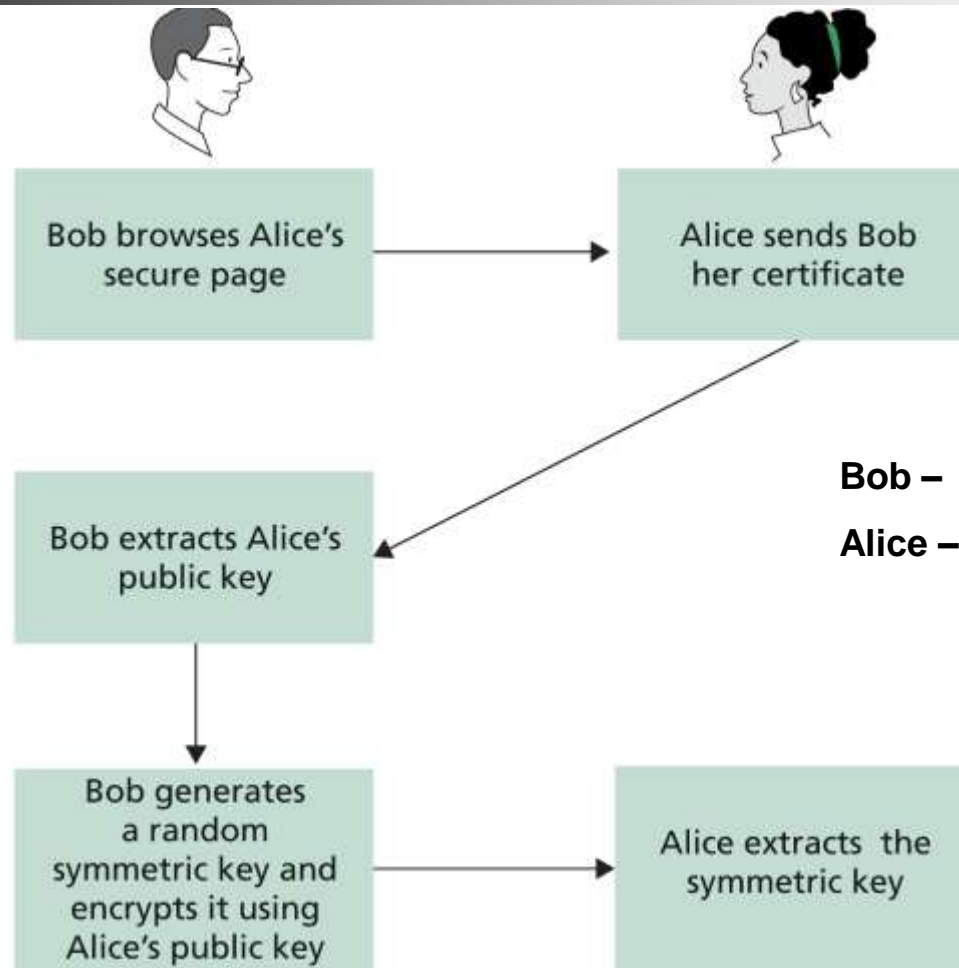 Bob browses Alice's
secure page
Alice sends Bob
her certificate
Bob –
Alice –
Bob extracts Alice's
public key
Bob generates
a random
symmetric key and
encrypts it using
Alice's public key
Alice extracts the
symmetric key